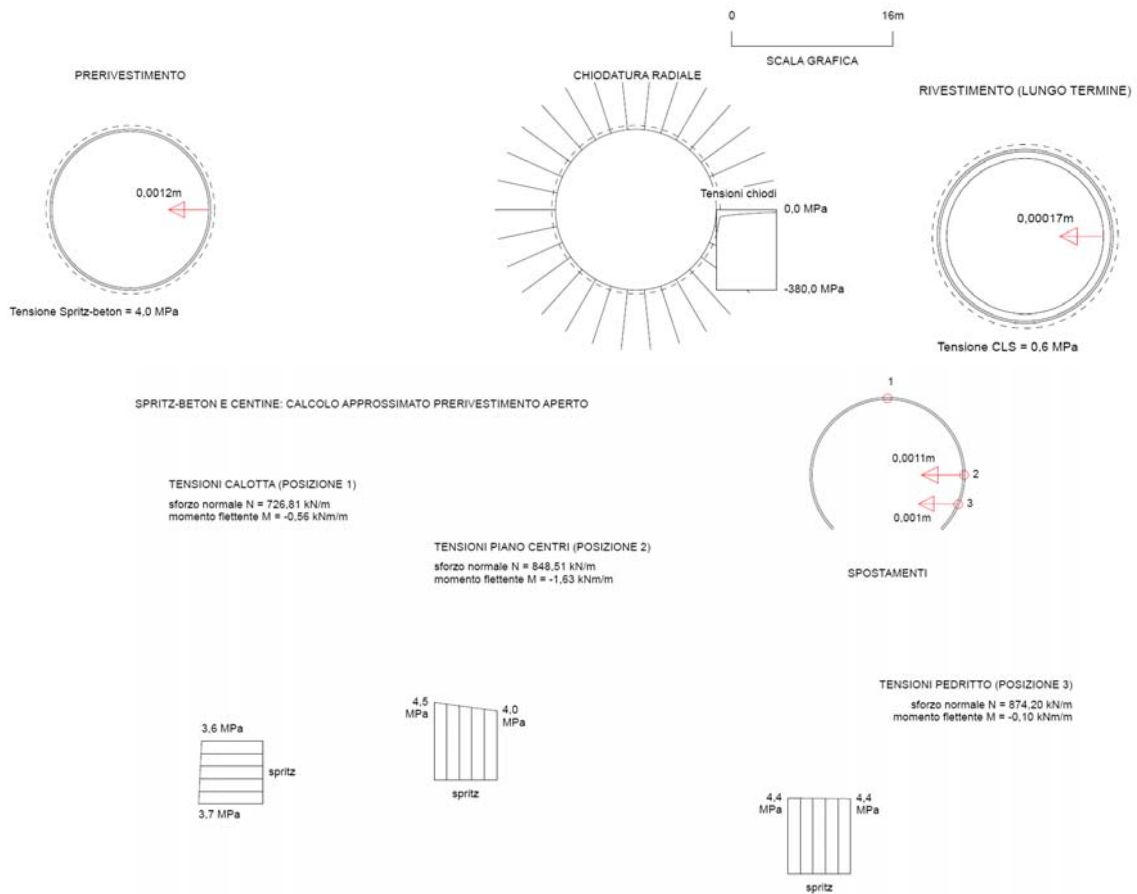 0
16m
SCALA GRAFICA
PRERIVESTIMENTO
CHIODATURA RADIALE
RIVESTIMENTO (LUNGO TERMINE)
0,0012m
Tensioni chiodi
0,0 MPa
-380,0 MPa
0,00017m
Tensione Spritz-beton = 4,0 MPa
Tensione CLS = 0,6 MPa
SPRITZ-BETON E CENTINE: CALCOLO APPROSSIMATO PRERIVESTIMENTO APERTO
1
0,0011m
2
3
0,001m
SPOSTAMENTI
TENSIONI CALOTTA (POSIZIONE 1)
sforzo normale N = 726,81 kN/m
momento flettente M = -0,56 kNm/m
TENSIONI PIANO CENTRI (POSIZIONE 2)
sforzo normale N = 848,51 kN/m
momento flettente M = -1,63 kNm/m
TENSIONI PEDRITTO (POSIZIONE 3)
sforzo normale N = 874,20 kN/m
momento flettente M = -0,10 kNm/m
3,6 MPa
spritz
3,7 MPa
4,5
MPa
4,0
MPa
spritz
4,4
MPa
4,4
MPa
spritz